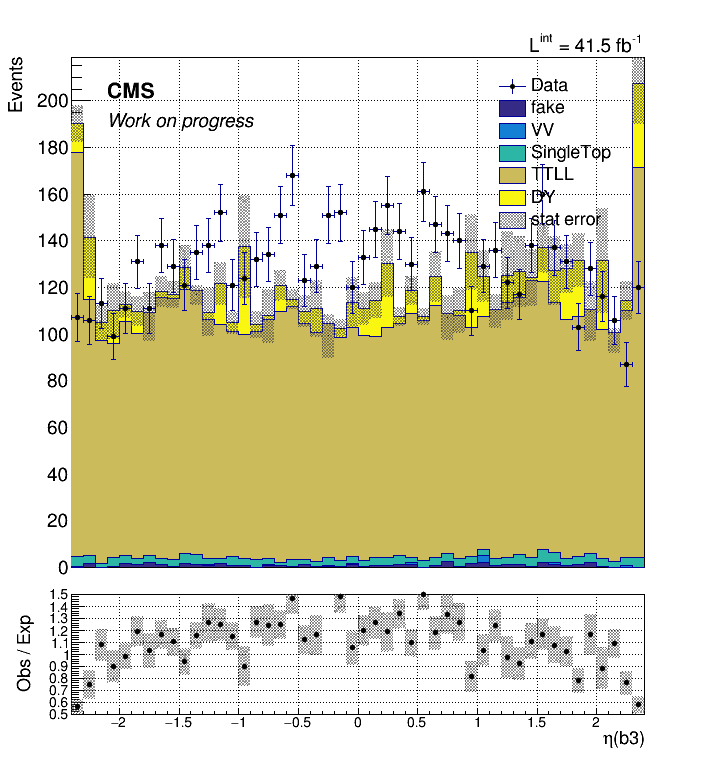 L^int = 41.5 fb^-1
Events
CMS
Work on progress
Data
fake
VV
SingleTop
TTLL
DY
stat error
200
180
160
140
120
100
80
60
40
20
0
Obs / Exp
1.5
1.4
1.3
1.2
1.1
1
0.9
0.8
0.7
0.6
0.5
−2 −1.5 −1 −0.5 0 0.5 1 1.5 2
η(b3)